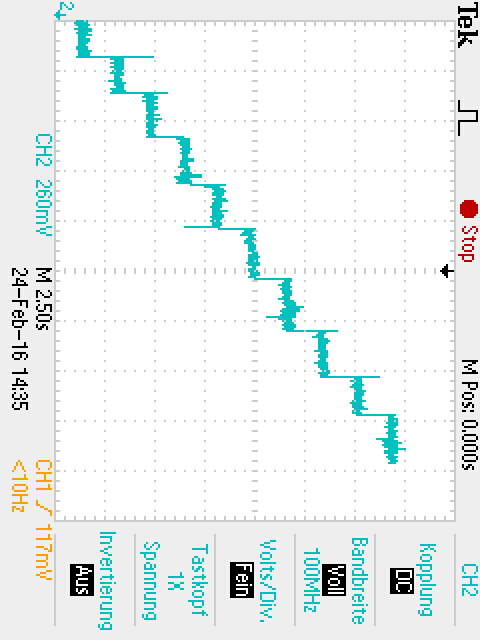 Tek
Stop
M Pos: 0.000s
CH2
Kopplung
DC
Bandbreite
Voll
100MHz
Volts/Div.
Fein
Tastkopf
1X
Spannung
Invertierung
Aus
2
CH2 260mV
M 2.50s
CH1 / 117mV
24-Feb-16 14:35
<10Hz